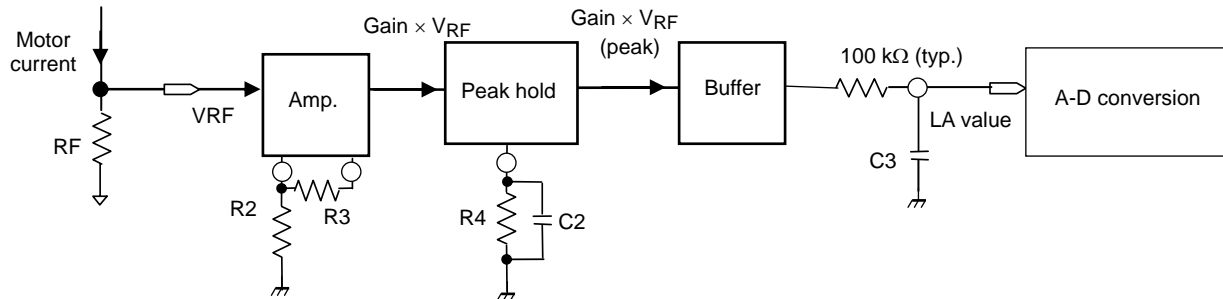 Motor
current
RF
VRF
Amp.
R2
R3
Gain × VRF
Peak hold
R4
C2
Gain × VRF
(peak)
Buffer
100 kΩ (typ.)
C3
LA value
A-D conversion